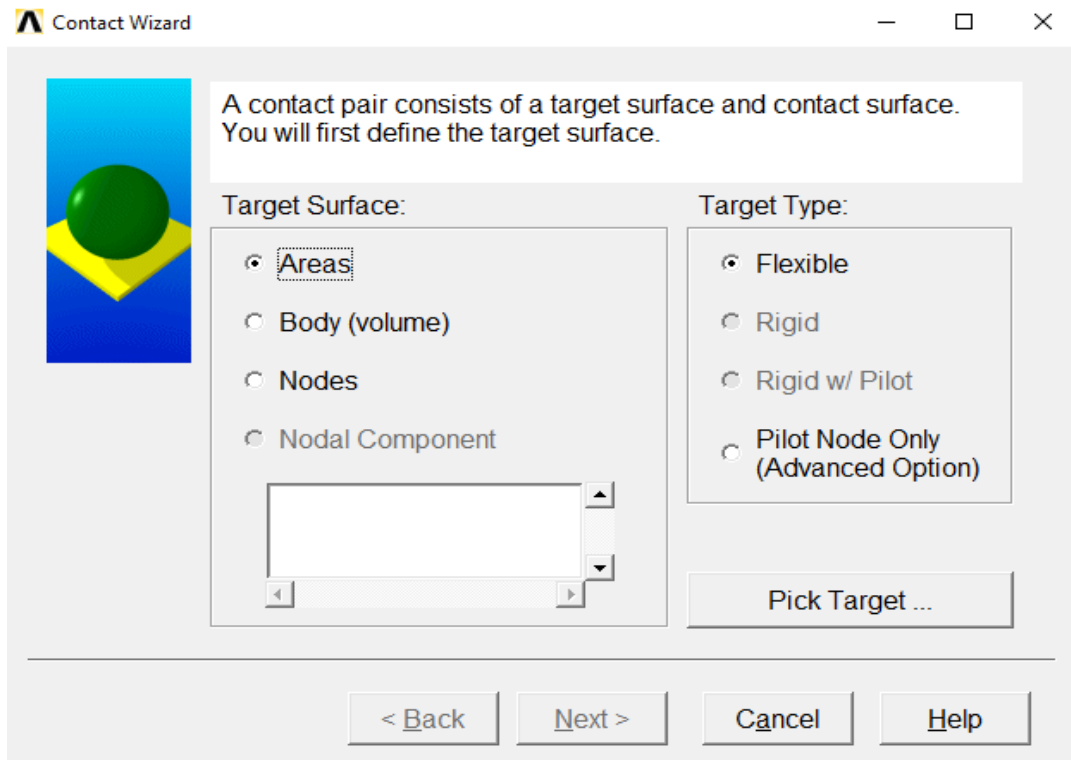 Contact Wizard
A contact pair consists of a target surface and contact surface.
You will first define the target surface.
Target Surface:
Areas
Body (volume)
Nodes
Nodal Component
Target Type:
Flexible
Rigid
Rigid w/ Pilot
Pilot Node Only
(Advanced Option)
Pick Target ...
< Back
Next >
Cancel
Help